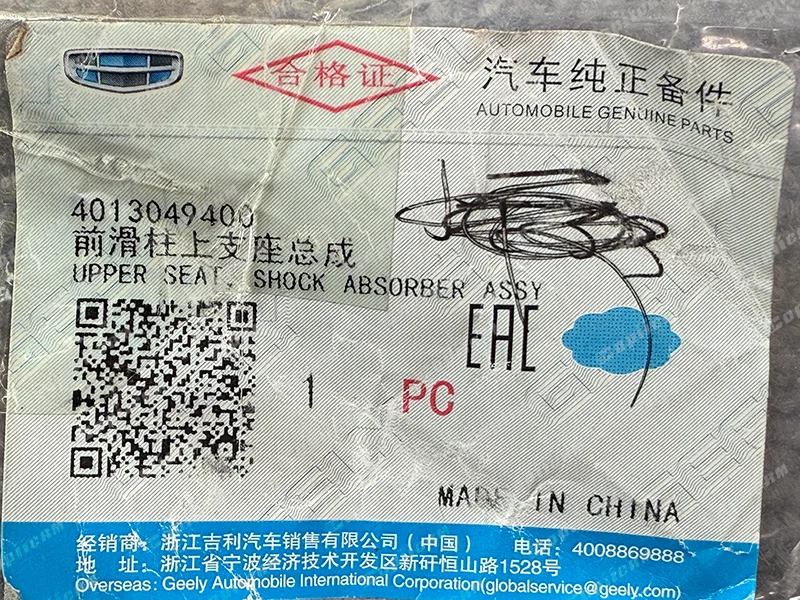 合格证
汽车纯正备件
AUTOMOBILE GENUINE PARTS
4013049400
前滑柱上支座总成
UPPER SEAT, SHOCK ABSORBER ASSY
EAC
1 PC
MADE IN CHINA
经销商: 浙江吉利汽车销售有限公司(中国) 电话: 4008869888
地 址: 浙江省宁波经济技术开发区新矸恒山路1528号
Overseas: Geely Automobile International Corporation(globalservice@geely.com)